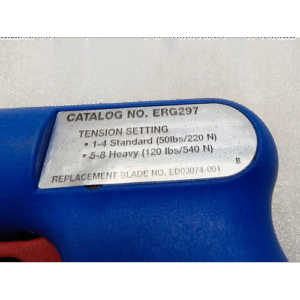 CATALOG NO. ERG297
TENSION SETTING
• 1-4 Standard (50lbs/220 N)
• 5-8 Heavy (120 lbs/540 N)
REPLACEMENT BLADE NO. ED03074-001